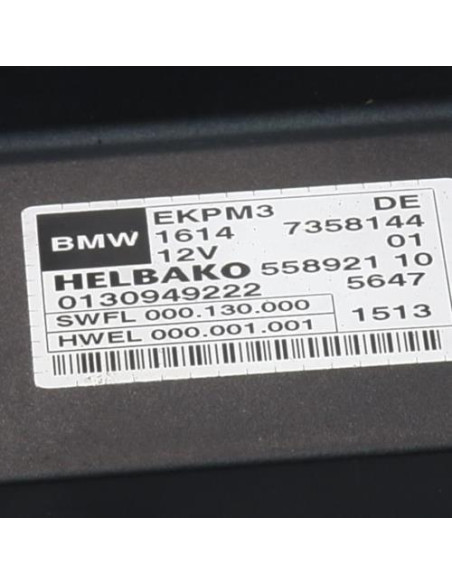 BMW EKPM3 DE
1614 7358144
12V 01
HELBAKO 558921 10
0130949222 5647
SWFL 000.130.000
HWEL 000.001.001 1513